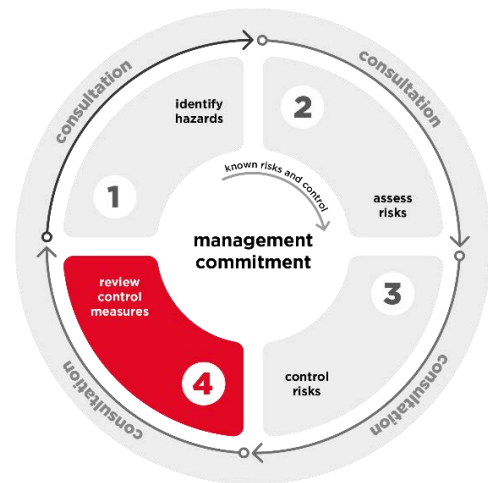 consultation
consultation
identify
hazards
1
2
assess
risks
known risks and control
management
commitment
review
control
measures
4
3
control
risks
consultation
consultation